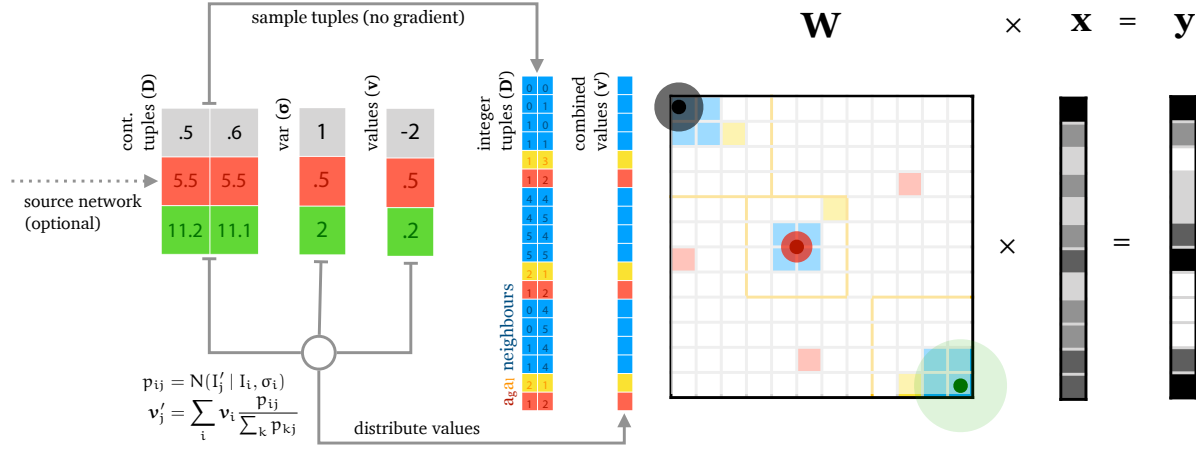 sample tuples (no gradient)
W × x = y
cont.
tuples (D)
var (σ)
values (v)
integer
tuples (D')
combined
values (v')
.5 .6 1 -2
5.5 5.5 .5 .5
11.2 11.1 2 .2
source network
(optional)
0 0
0 1
1 0
1 1
1 3
1 2
4 4
4 5
5 4
5 5
2 1
1 2
0 4
0 5
1 4
1 4
2 1
1 2
× =
a_g a_l neighbours
p_ij = N(I'_j | I_i, σ_i)
v'_j = ∑_i v_i p_ij / ∑_k p_kj
distribute values